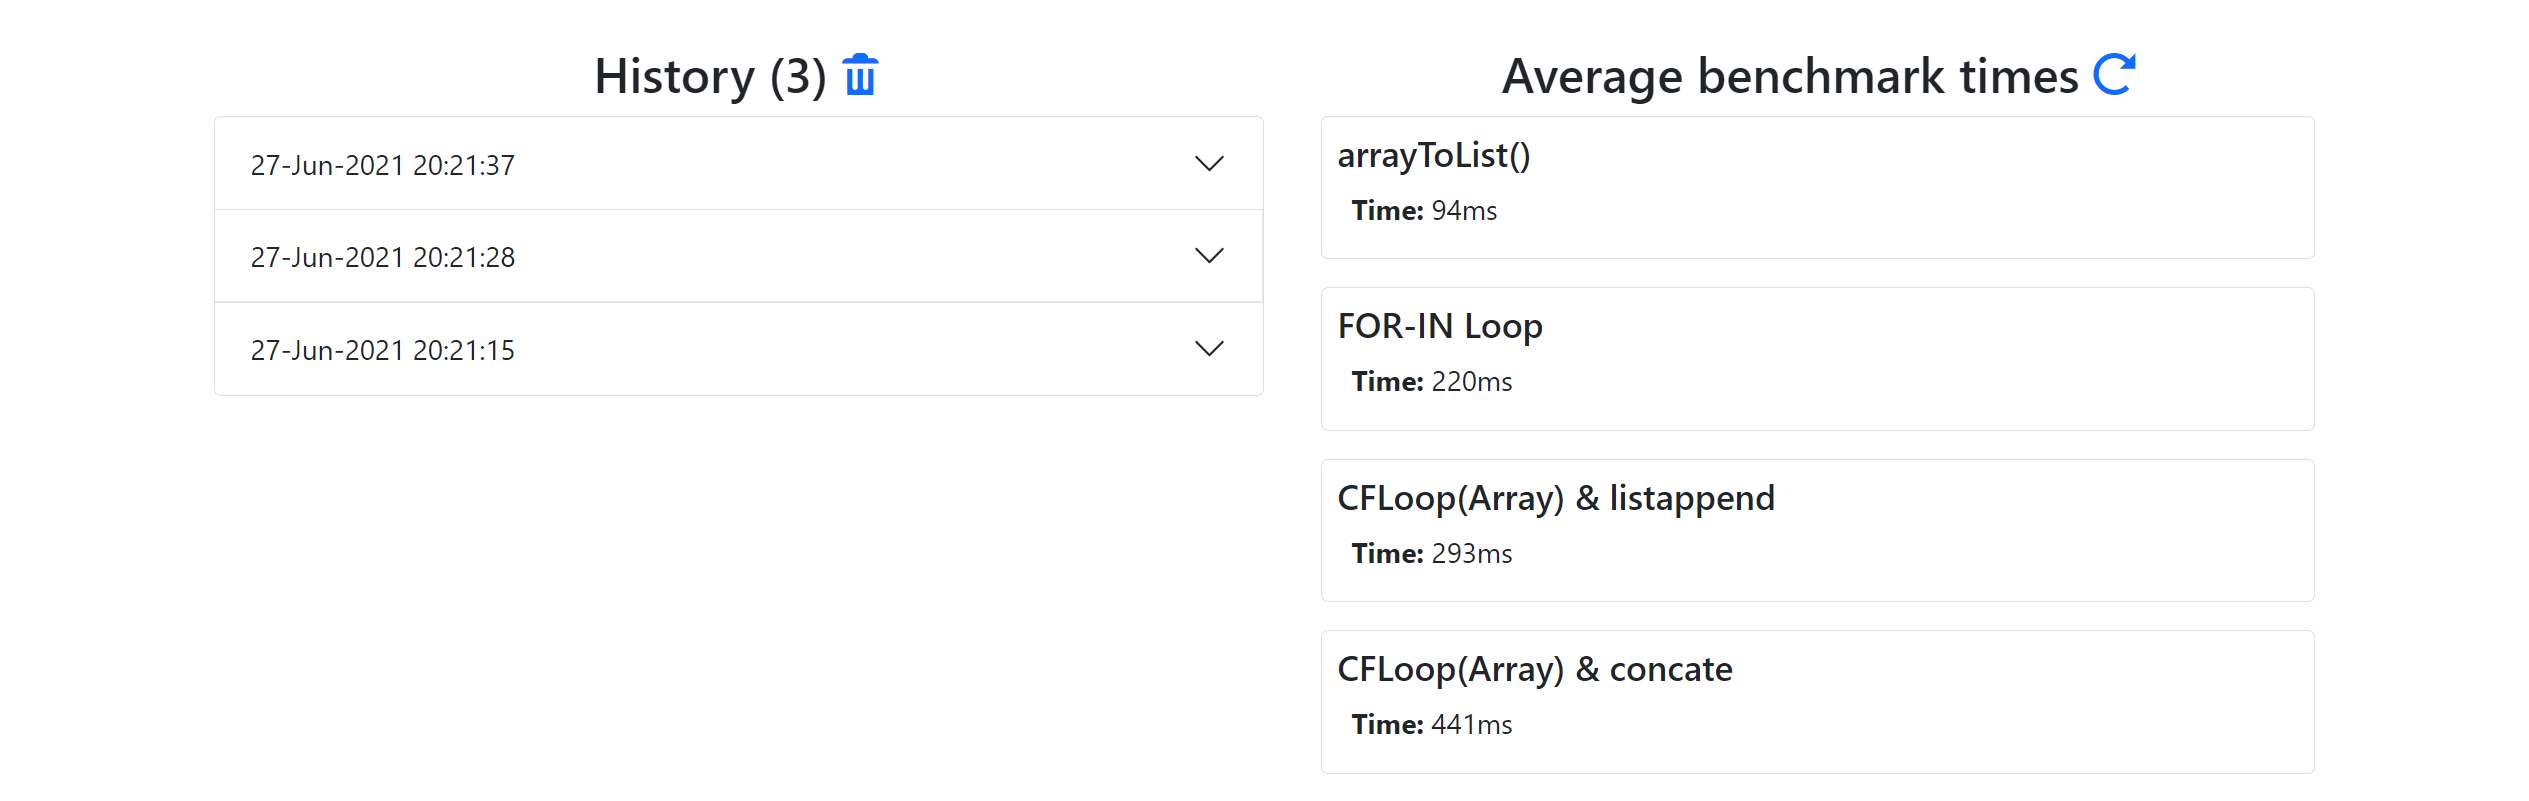 History (3)
27-Jun-2021 20:21:37
27-Jun-2021 20:21:28
27-Jun-2021 20:21:15
Average benchmark times
arrayToList()
Time: 94ms
FOR-IN Loop
Time: 220ms
CFLoop(Array) & listappend
Time: 293ms
CFLoop(Array) & concate
Time: 441ms